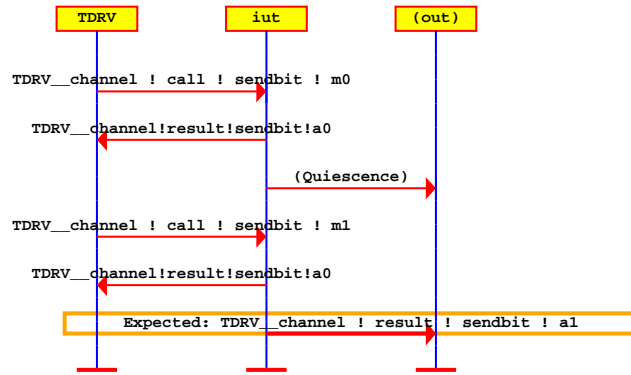 TDRV iut (out)
TDRV__channel ! call ! sendbit ! m0
TDRV__channel!result!sendbit!a0
(Quiescence)
TDRV__channel ! call ! sendbit ! m1
TDRV__channel!result!sendbit!a0
Expected: TDRV__channel ! result ! sendbit ! a1